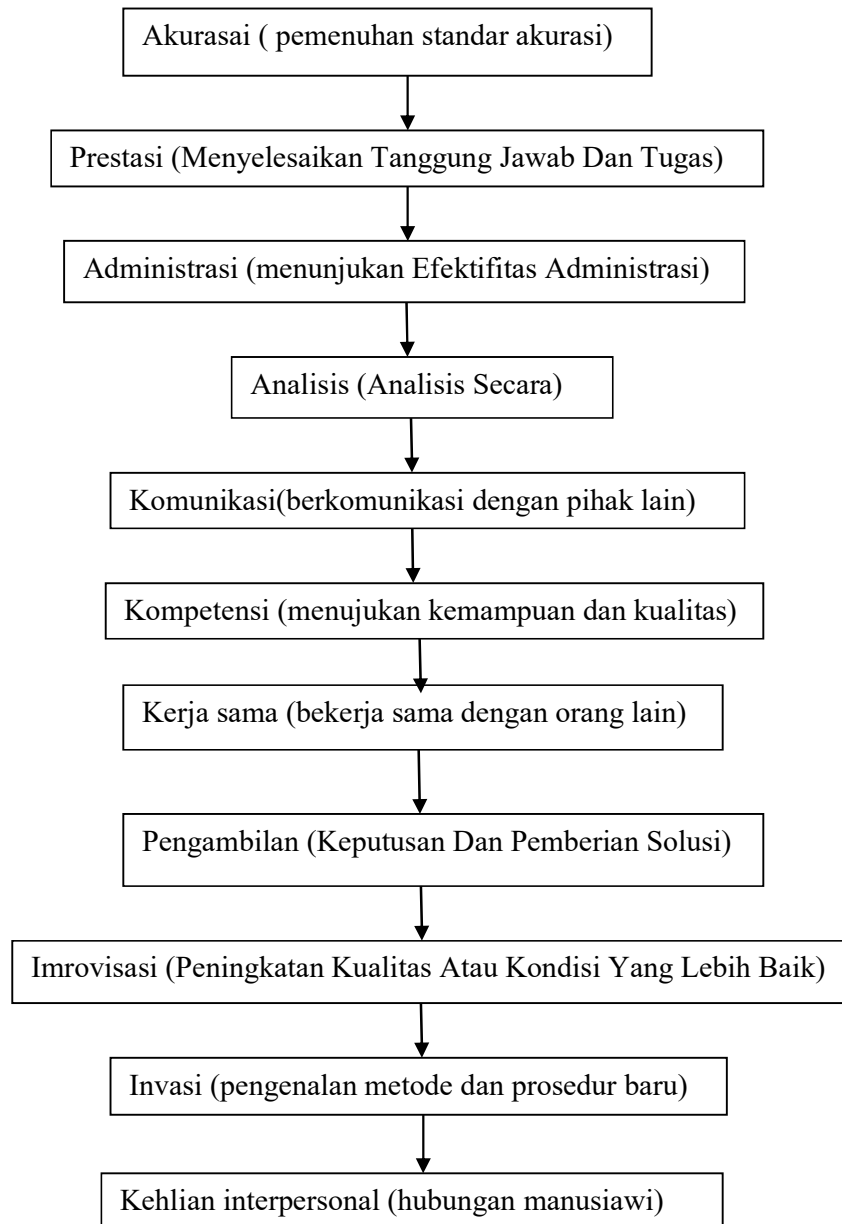 Akurasai ( pemenuhan standar akurasi)
Prestasi (Menyelesaikan Tanggung Jawab Dan Tugas)
Administrasi (menunjukan Efektifitas Administrasi)
Analisis (Analisis Secara)
Komunikasi(berkomunikasi dengan pihak lain)
Kompetensi (menujukan kemampuan dan kualitas)
Kerja sama (bekerja sama dengan orang lain)
Pengambilan (Keputusan Dan Pemberian Solusi)
Imrovisasi (Peningkatan Kualitas Atau Kondisi Yang Lebih Baik)
Invasi (pengenalan metode dan prosedur baru)
Kehlian interpersonal (hubungan manusiawi)